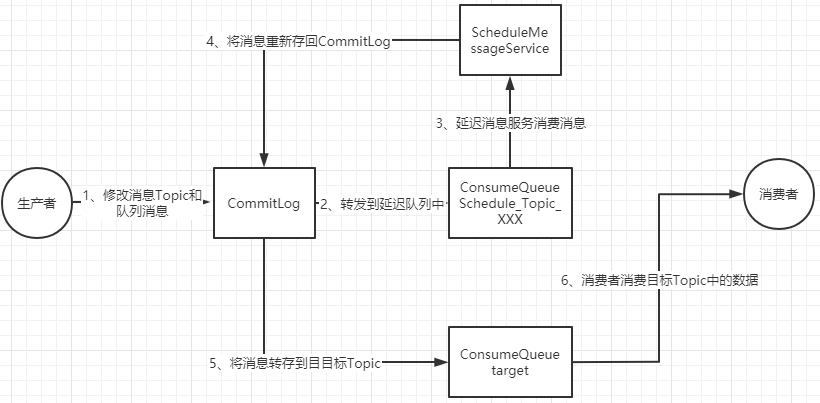 4、将消息重新存回CommitLog
ScheduleMe
ssageService
3、延迟消息服务消费消息
生产者
1、修改消息Topic和
队列消息
CommitLog
2、转发到延迟队列中
ConsumeQueue
Schedule_Topic_
XXX
消费者
6、消费者消费目标Topic中的数据
5、将消息转存到目目标Topic
ConsumeQueue
target